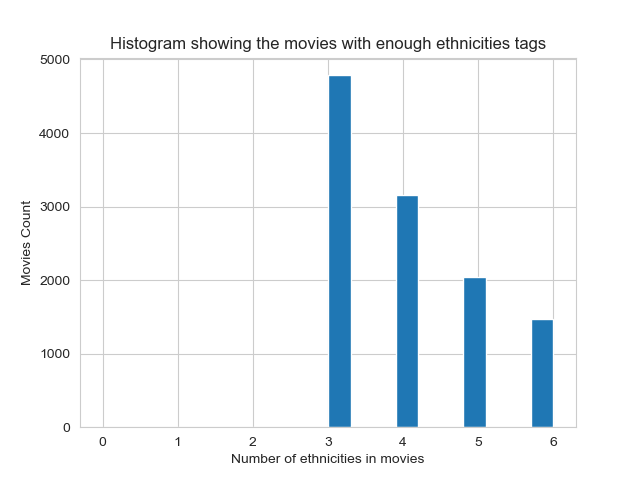 Histogram showing the movies with enough ethnicities tags
5000
4000
3000
2000
1000
0
Movies Count
0 1 2 3 4 5 6
Number of ethnicities in movies